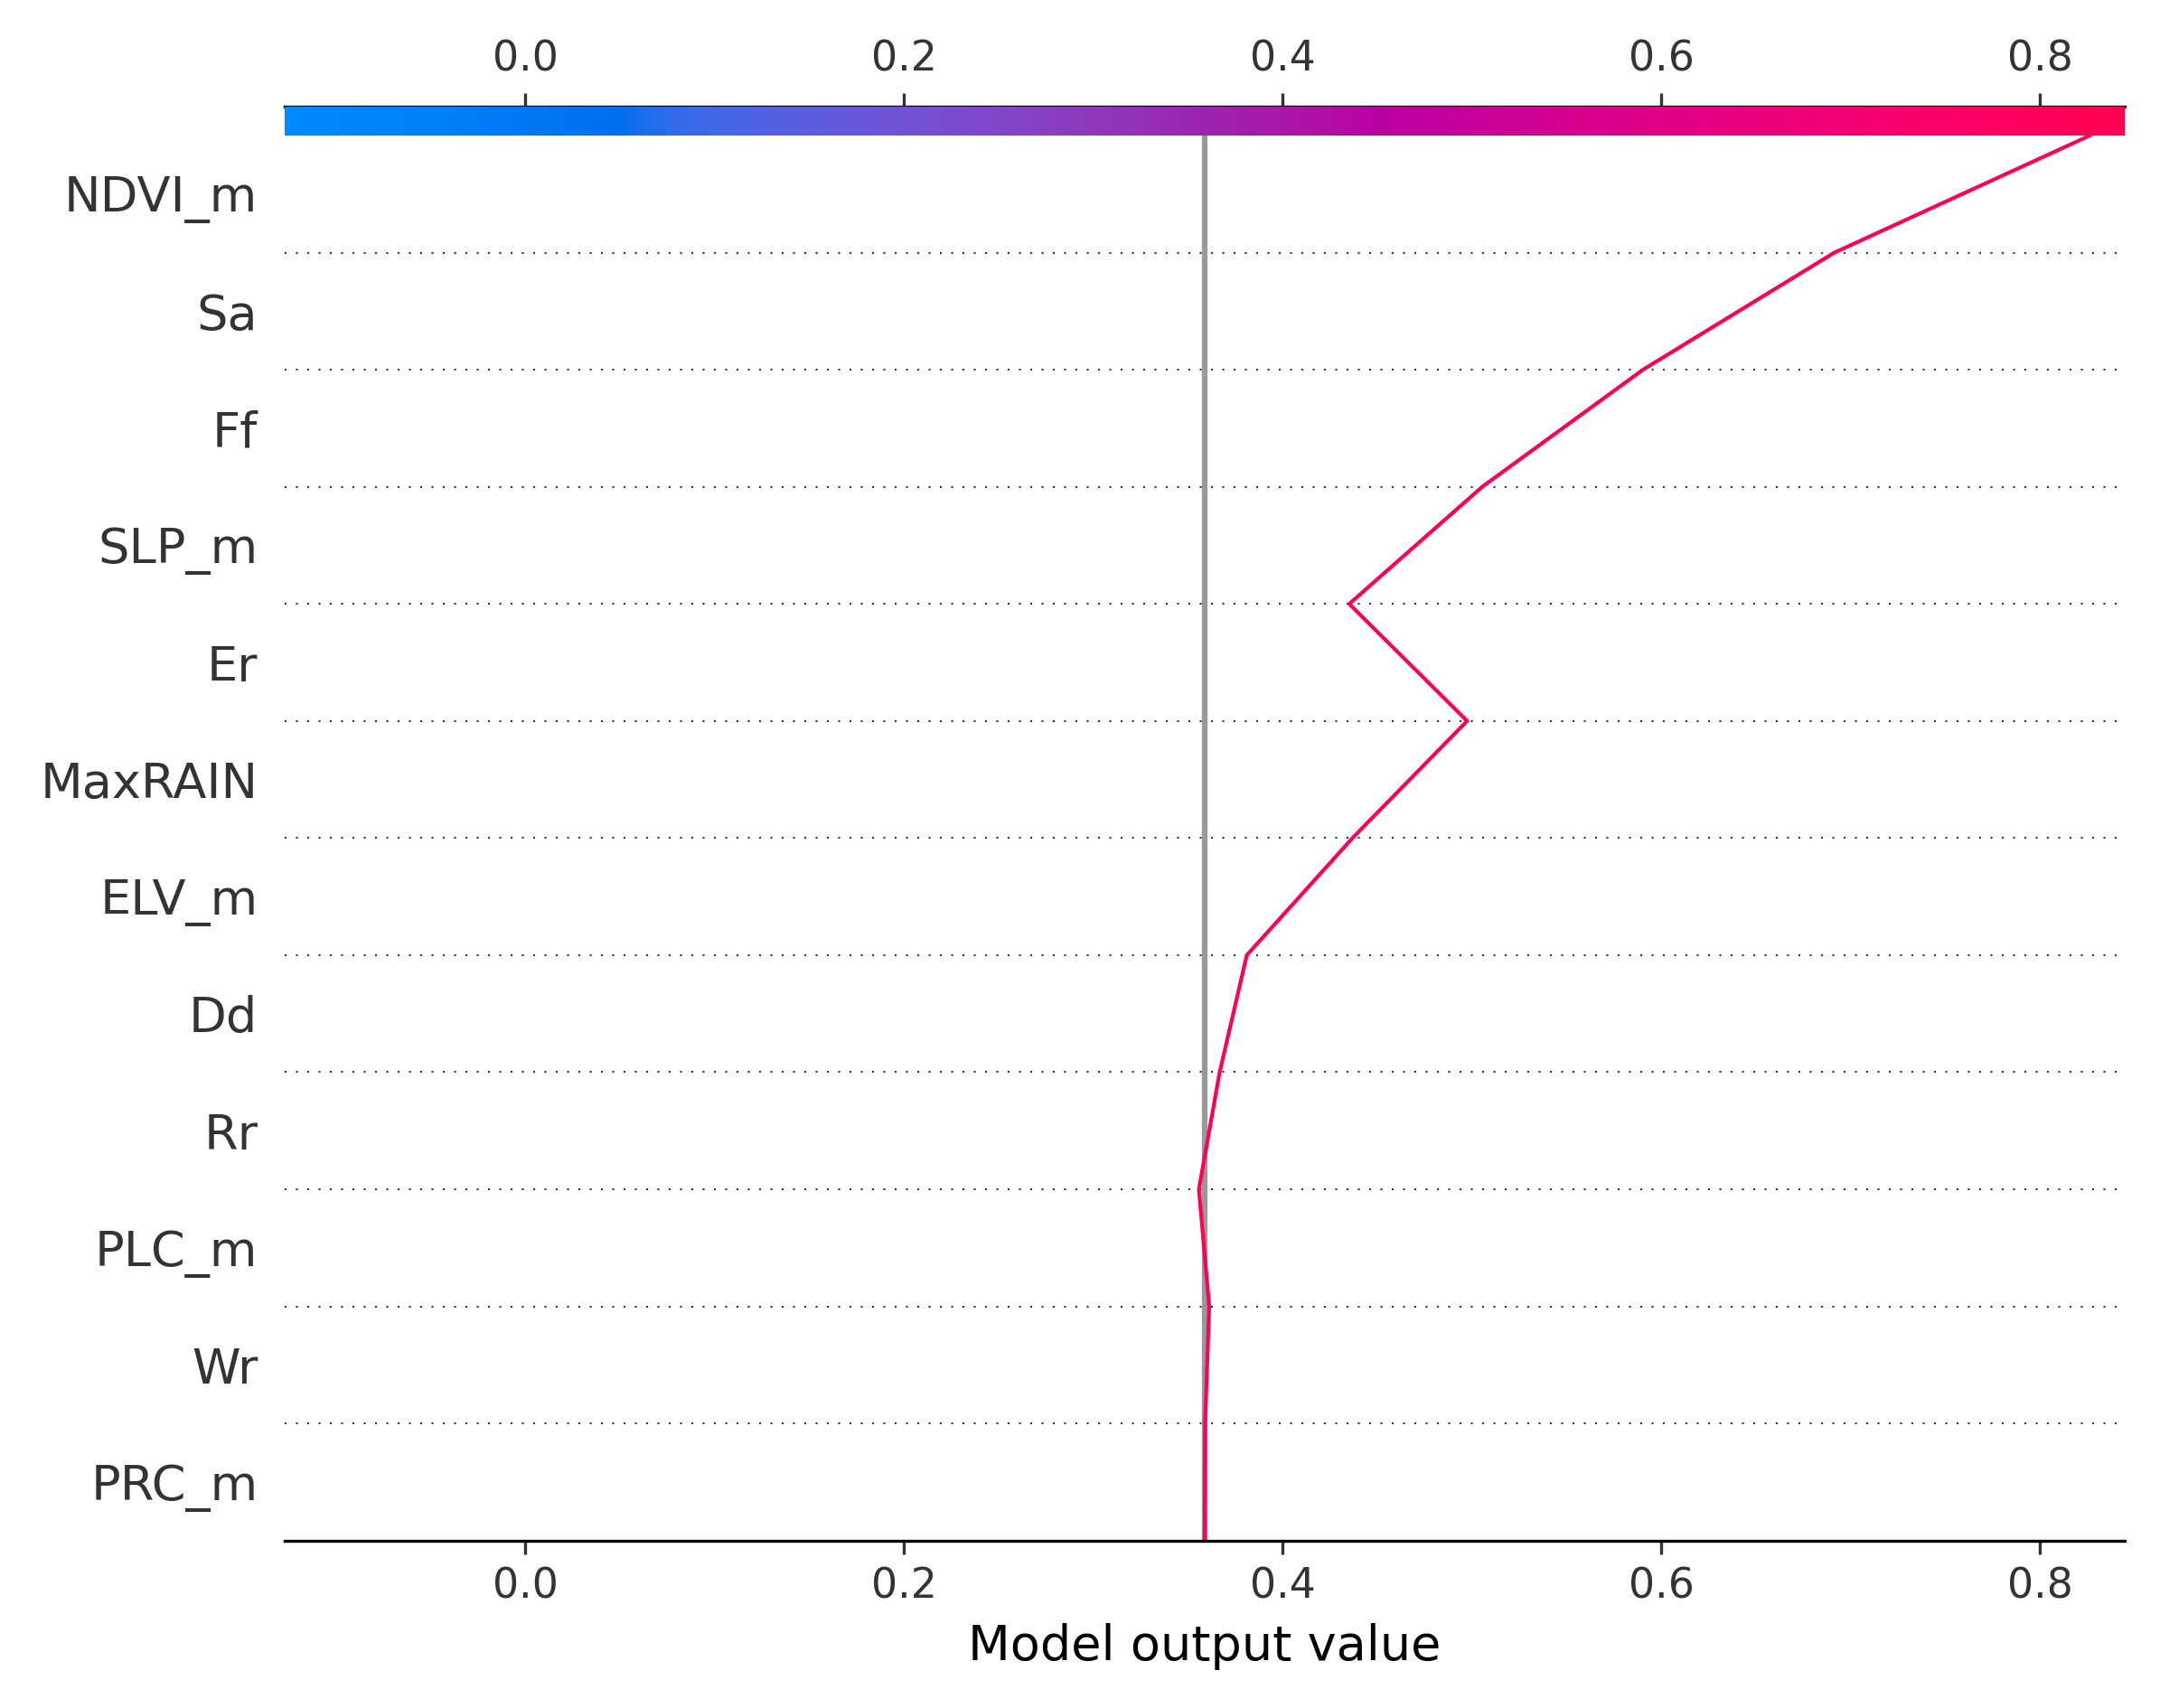 0.0 0.2 0.4 0.6 0.8
NDVI_m
Sa
Ff
SLP_m
Er
MaxRAIN
ELV_m
Dd
Rr
PLC_m
Wr
PRC_m
0.0 0.2 0.4 0.6 0.8
Model output value